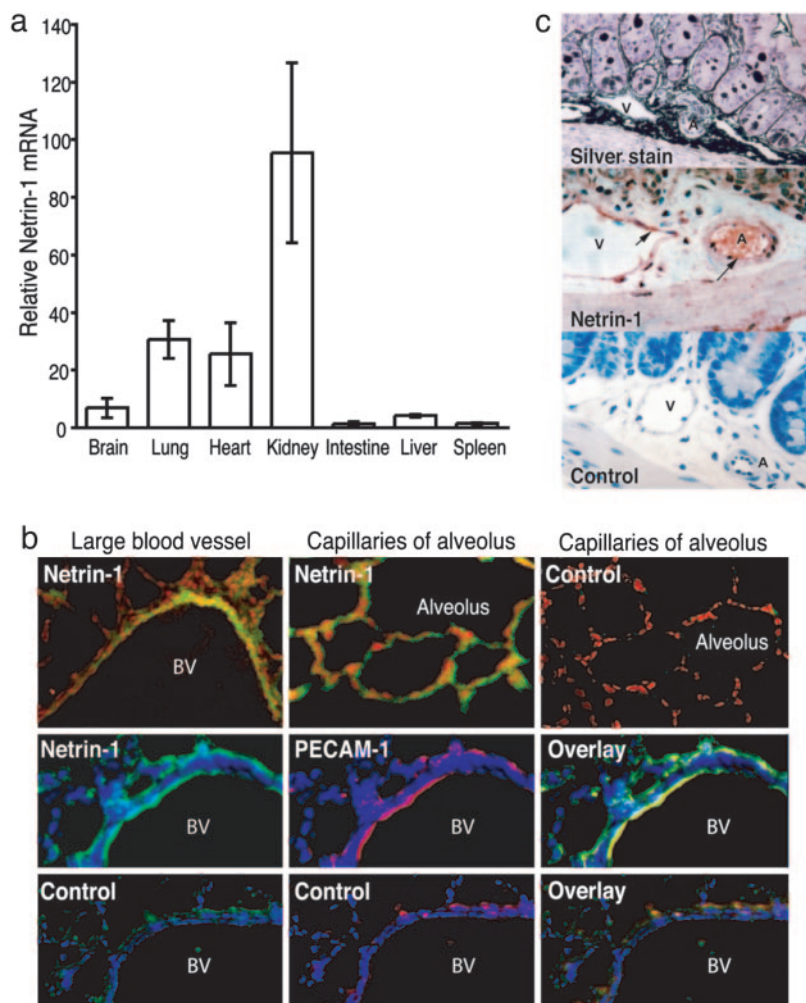 a
Relative Netrin-1 mRNA
140
120
100
80
60
40
20
0
Brain Lung Heart Kidney Intestine Liver Spleen
c
V
A
Silver stain
V
A
Netrin-1
V
A
Control
b
Large blood vessel
Capillaries of alveolus
Capillaries of alveolus
Netrin-1
BV
Netrin-1
Alveolus
Control
Alveolus
Netrin-1
BV
PECAM-1
BV
Overlay
BV
Control
BV
Control
BV
Overlay
BV